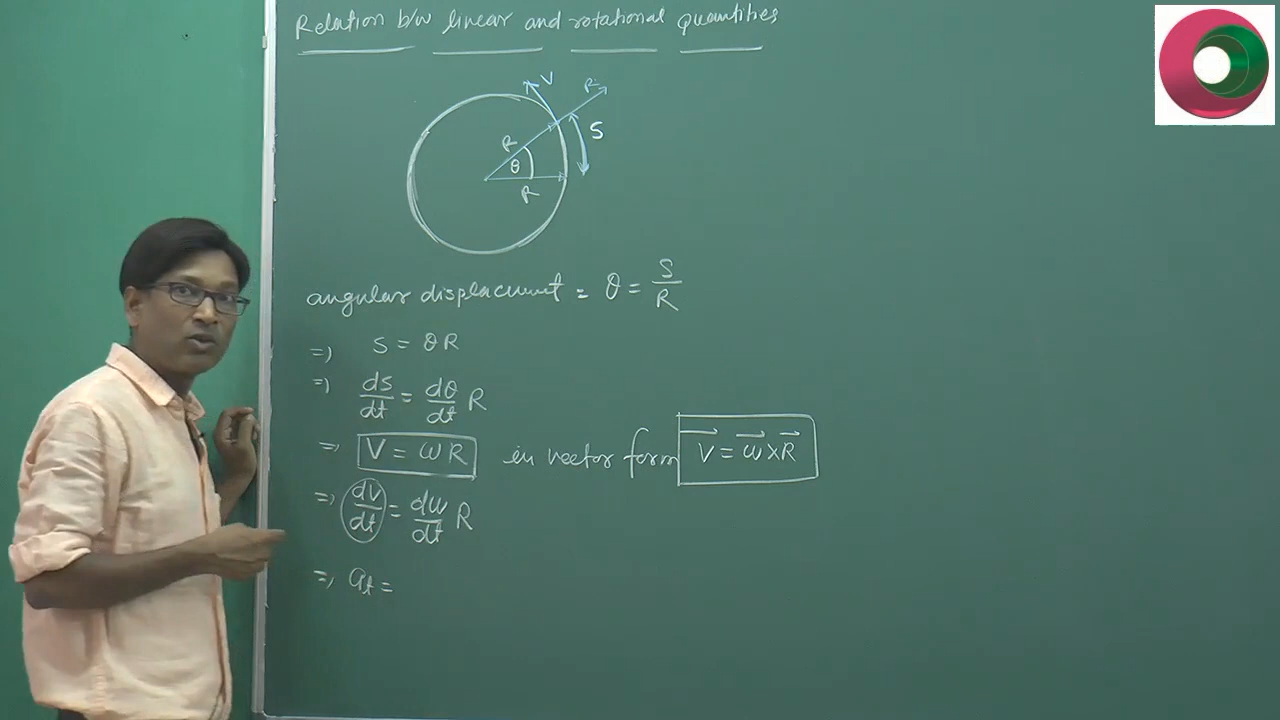 Relation b/w linear and rotational quantities
V
R
S
R
θ
R
angular displacement = θ = S/R
=) S = θR
=) ds/dt = dθ/dt R
=) V = ωR in vector form V⃗ = ω⃗ × R⃗
=) dv/dt = dω/dt R
=) a_t =